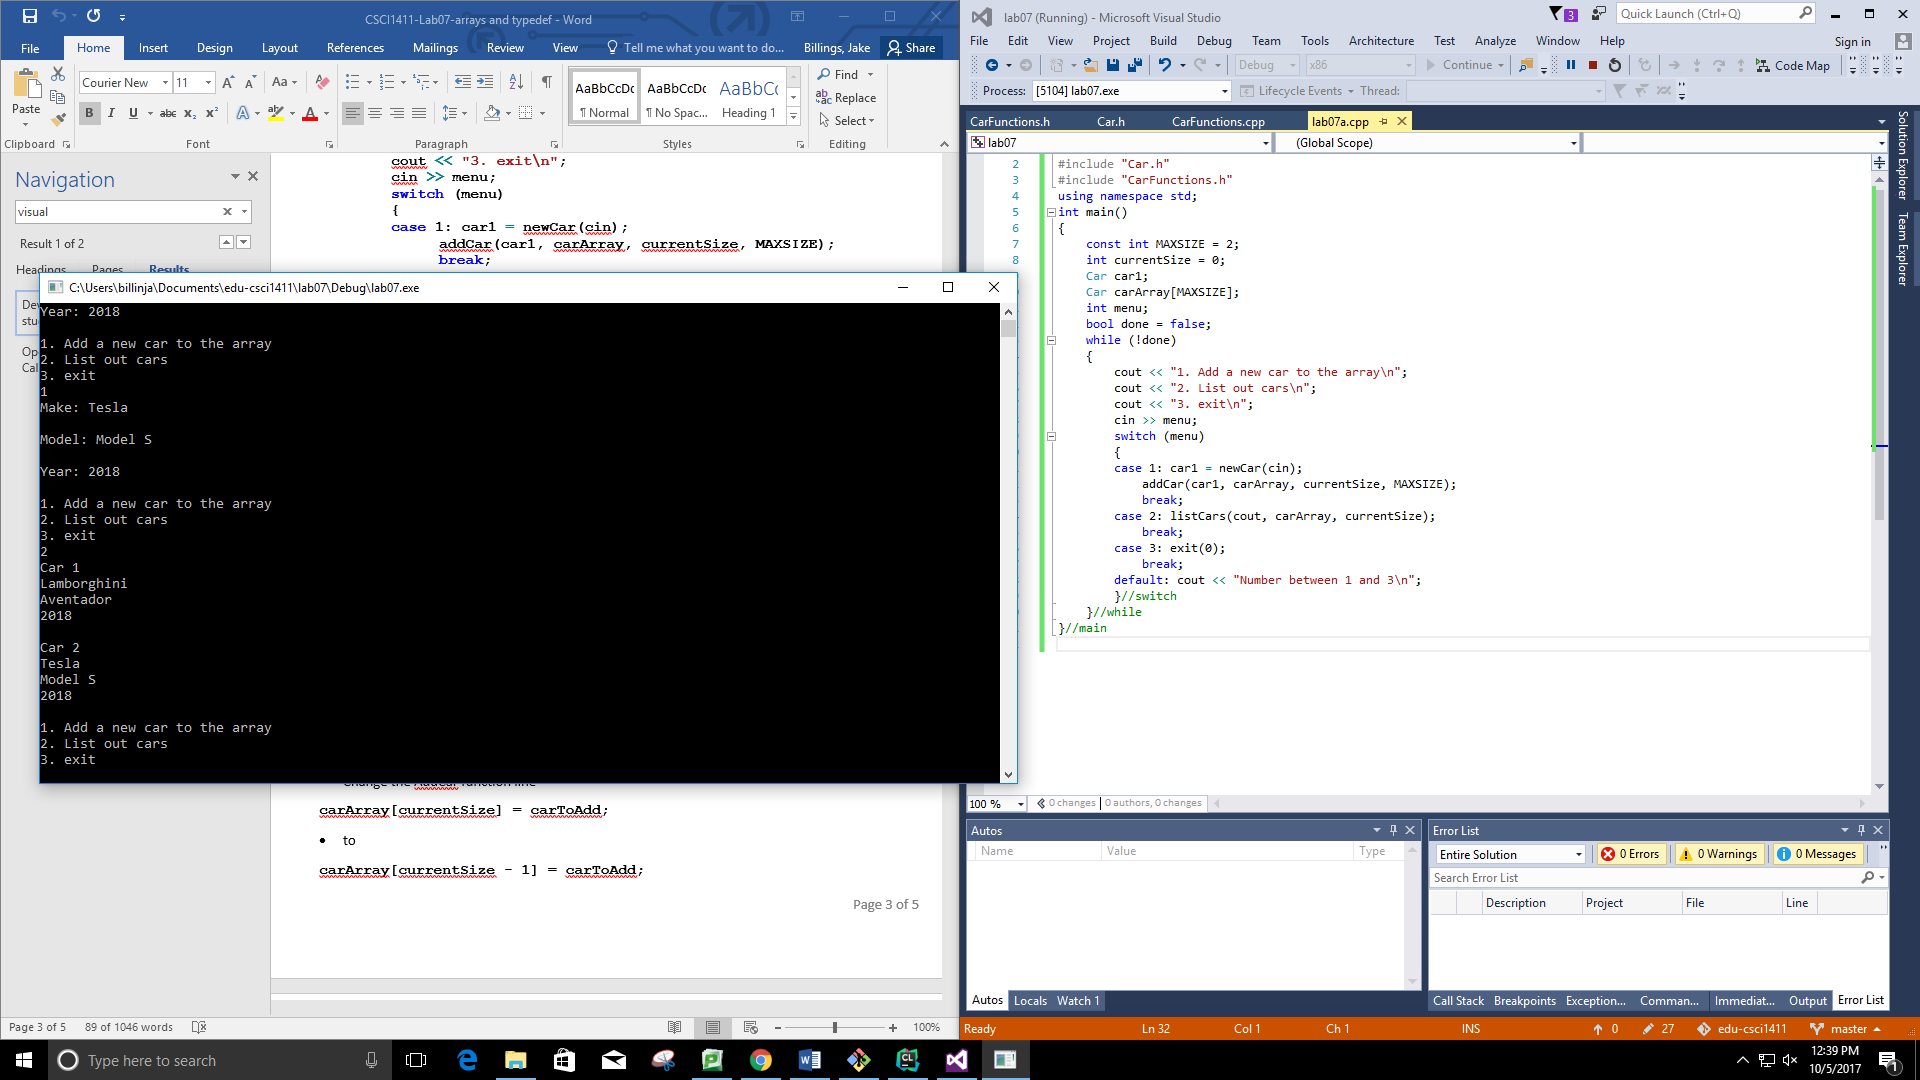 CSCI1411-Lab07-arrays and typedef - Word
File Home Insert Design Layout References Mailings Review View Tell me what you want to do... Billings, Jake Share
Paste
Courier New 11
Find
Replace
Select
AaBbCcDc AaBbCcDc AaBbCc
¶ Normal ¶ No Spac... Heading 1
Clipboard Font Paragraph Styles Editing
Navigation
visual
Result 1 of 2
Headings Pages Results
cout << "3. exit\n";
cin >> menu;
switch (menu)
{
case 1: car1 = newCar(cin);
addCar(car1, carArray, currentSize, MAXSIZE);
break;
C:\Users\billinja\Documents\edu-csci1411\lab07\Debug\lab07.exe
Year: 2018
1. Add a new car to the array
2. List out cars
3. exit
1
Make: Tesla
Model: Model S
Year: 2018
1. Add a new car to the array
2. List out cars
3. exit
2
Car 1
Lamborghini
Aventador
2018
Car 2
Tesla
Model S
2018
1. Add a new car to the array
2. List out cars
3. exit
carArray[currentSize] = carToAdd;
• to
carArray[currentSize - 1] = carToAdd;
Page 3 of 5
Page 3 of 5 89 of 1046 words 100%
lab07 (Running) - Microsoft Visual Studio
3
Quick Launch (Ctrl+Q)
File Edit View Project Build Debug Team Tools Architecture Test Analyze Window Help
Sign in
Debug x86 Continue Code Map
Process: [5104] lab07.exe Lifecycle Events Thread:
CarFunctions.h Car.h CarFunctions.cpp lab07a.cpp
lab07 (Global Scope)
Solution Explorer
Team Explorer
2 #include "Car.h"
3 #include "CarFunctions.h"
4 using namespace std;
5 int main()
6 {
7 const int MAXSIZE = 2;
8 int currentSize = 0;
Car car1;
Car carArray[MAXSIZE];
int menu;
bool done = false;
while (!done)
{
cout << "1. Add a new car to the array\n";
cout << "2. List out cars\n";
cout << "3. exit\n";
cin >> menu;
switch (menu)
{
case 1: car1 = newCar(cin);
addCar(car1, carArray, currentSize, MAXSIZE);
break;
case 2: listCars(cout, carArray, currentSize);
break;
case 3: exit(0);
break;
default: cout << "Number between 1 and 3\n";
}//switch
}//while
}//main
100 % 0 changes | 0 authors, 0 changes
Autos
Name Value Type
Autos Locals Watch 1
Error List
Entire Solution 0 Errors 0 Warnings 0 Messages
Search Error List
Description Project File Line
Call Stack Breakpoints Exception... Comman... Immediat... Output Error List
Ready Ln 32 Col 1 Ch 1 INS 0 27 edu-csci1411 master
Type here to search
12:39 PM
10/5/2017
1